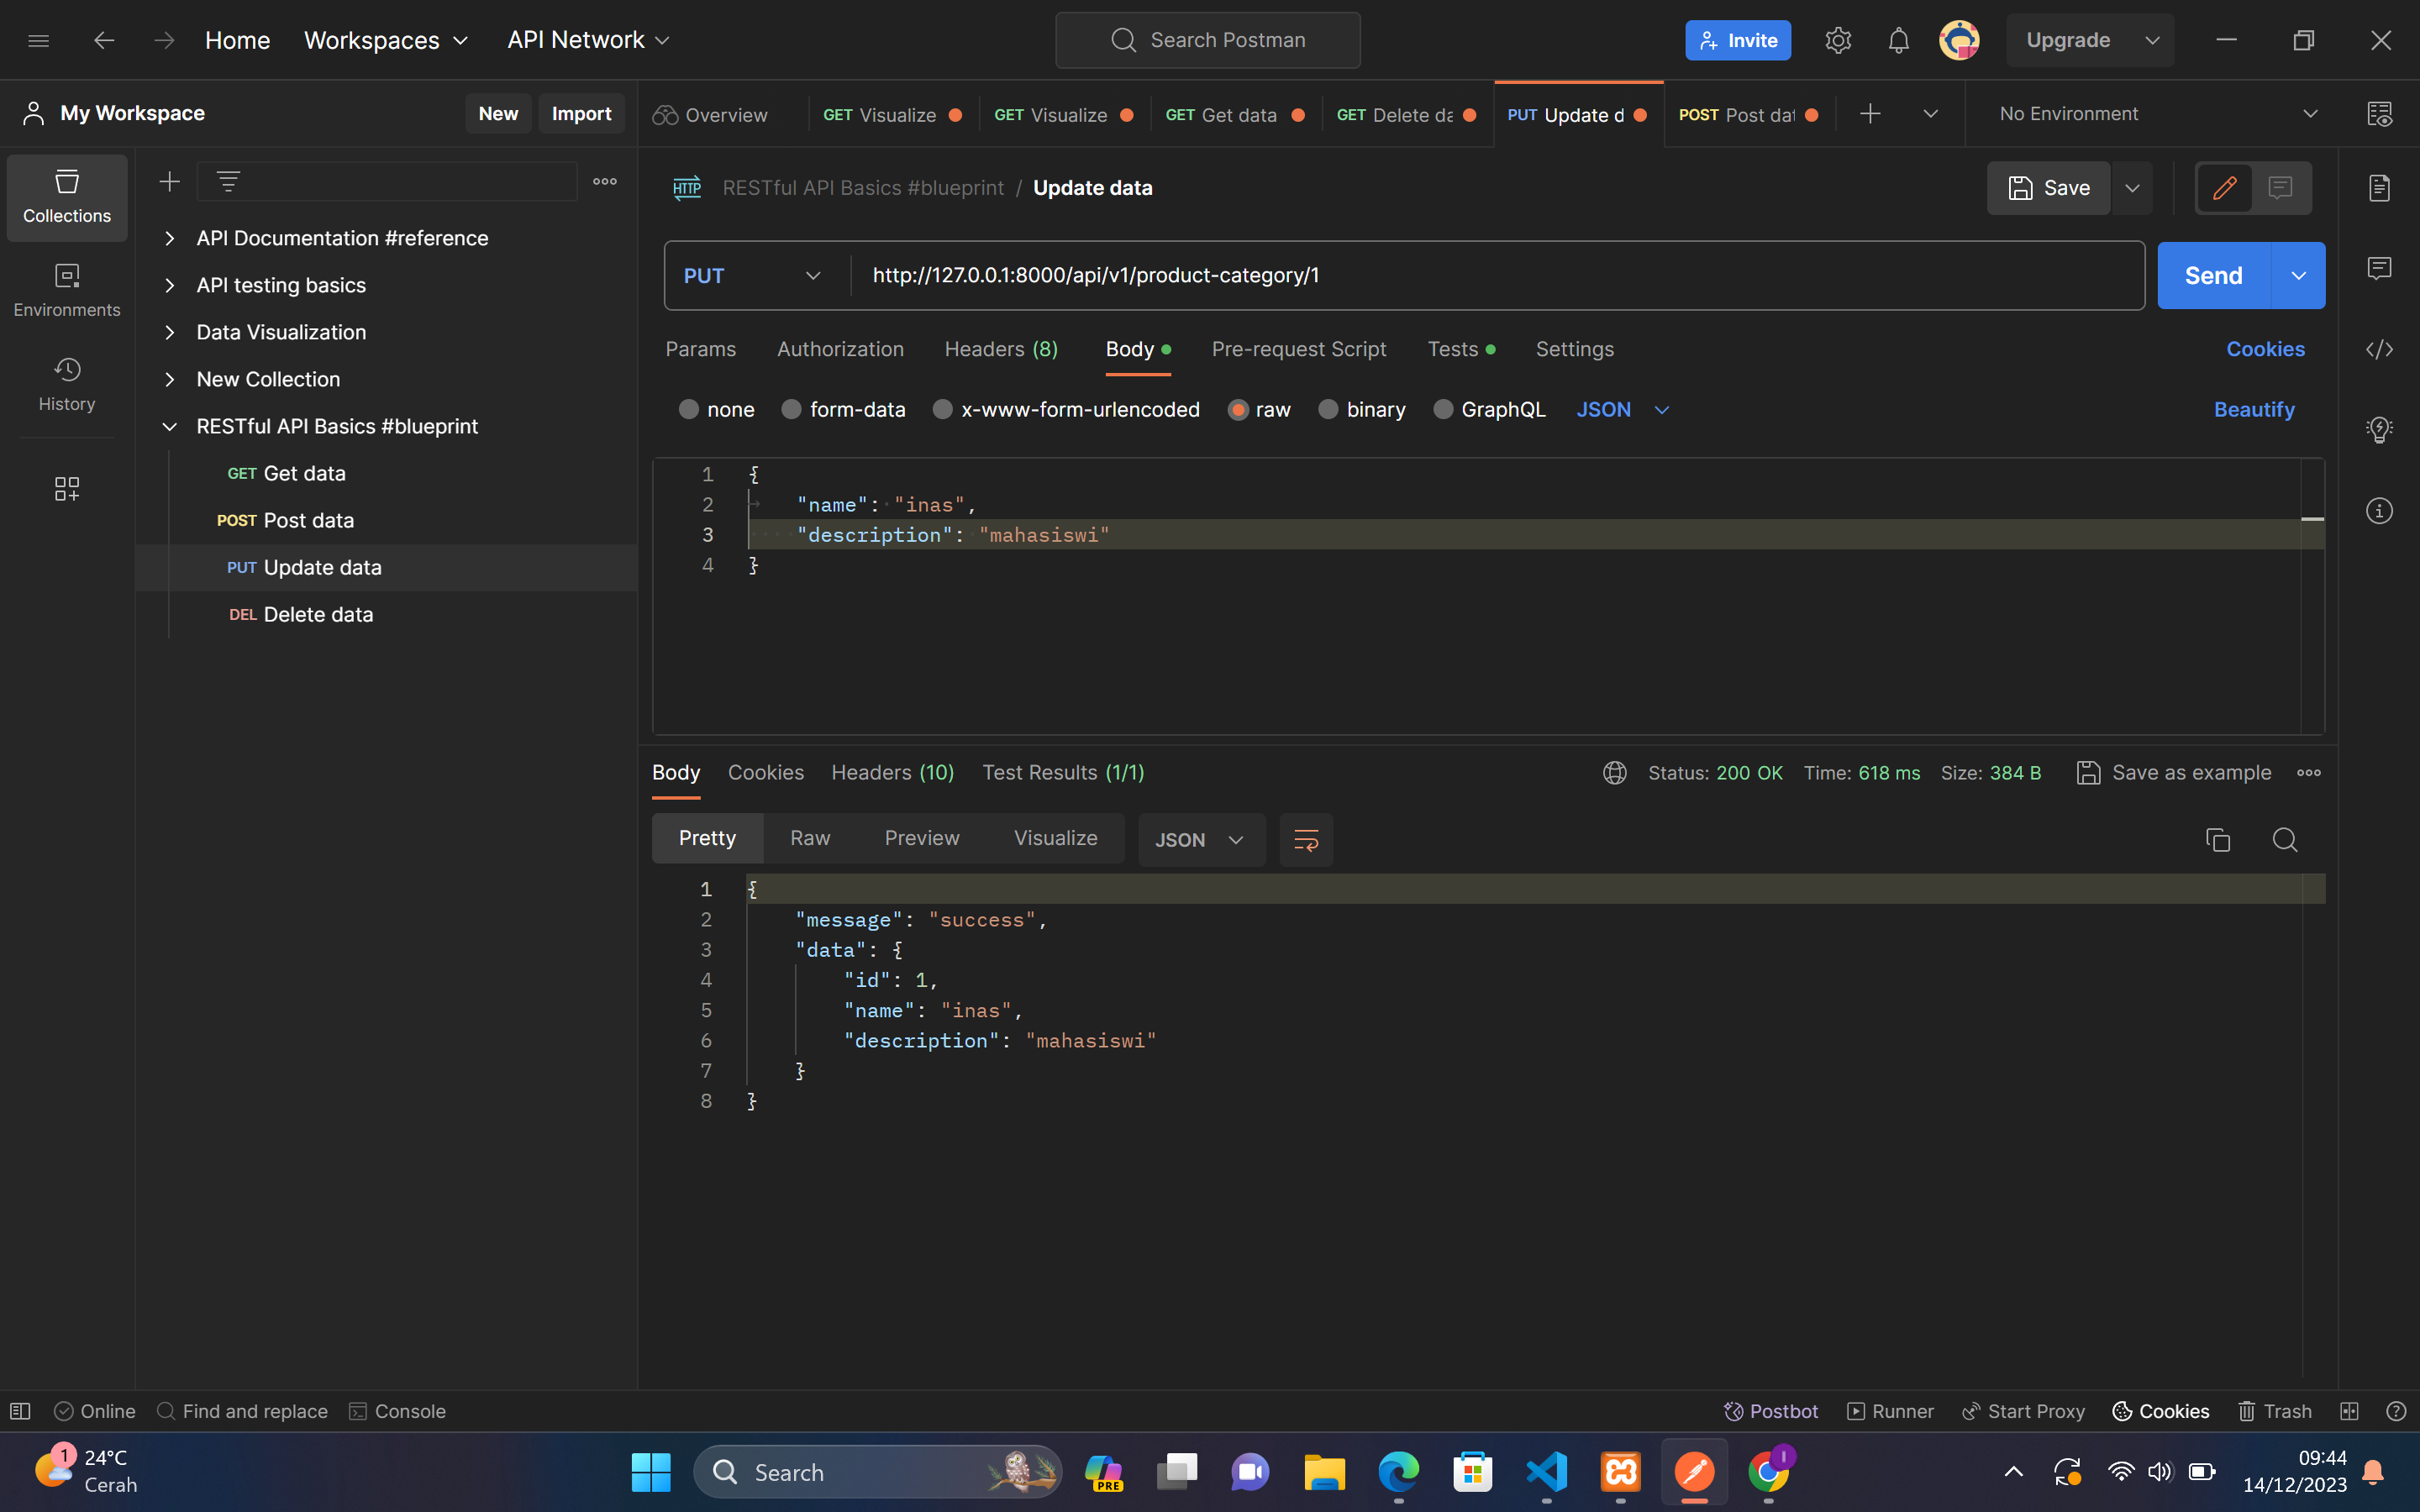 Home Workspaces API Network Search Postman Invite Upgrade
My Workspace New Import Overview GET Visualize GET Visualize GET Get data GET Delete da PUT Update d POST Post dat No Environment
HTTP RESTful API Basics #blueprint / Update data Save
Collections
Environments
History
API Documentation #reference
API testing basics
Data Visualization
New Collection
RESTful API Basics #blueprint
GET Get data
POST Post data
PUT Update data
DEL Delete data
PUT http://127.0.0.1:8000/api/v1/product-category/1 Send
Params Authorization Headers (8) Body Pre-request Script Tests Settings Cookies
none form-data x-www-form-urlencoded raw binary GraphQL JSON Beautify
1 {
2 "name": "inas",
3 "description": "mahasiswi"
4 }
Body Cookies Headers (10) Test Results (1/1) Status: 200 OK Time: 618 ms Size: 384 B Save as example
Pretty Raw Preview Visualize JSON
1 {
2 "message": "success",
3 "data": {
4 "id": 1,
5 "name": "inas",
6 "description": "mahasiswi"
7 }
8 }
Online Find and replace Console Postbot Runner Start Proxy Cookies Trash
1 24°C
Cerah
Search
PRE
I
09:44
14/12/2023